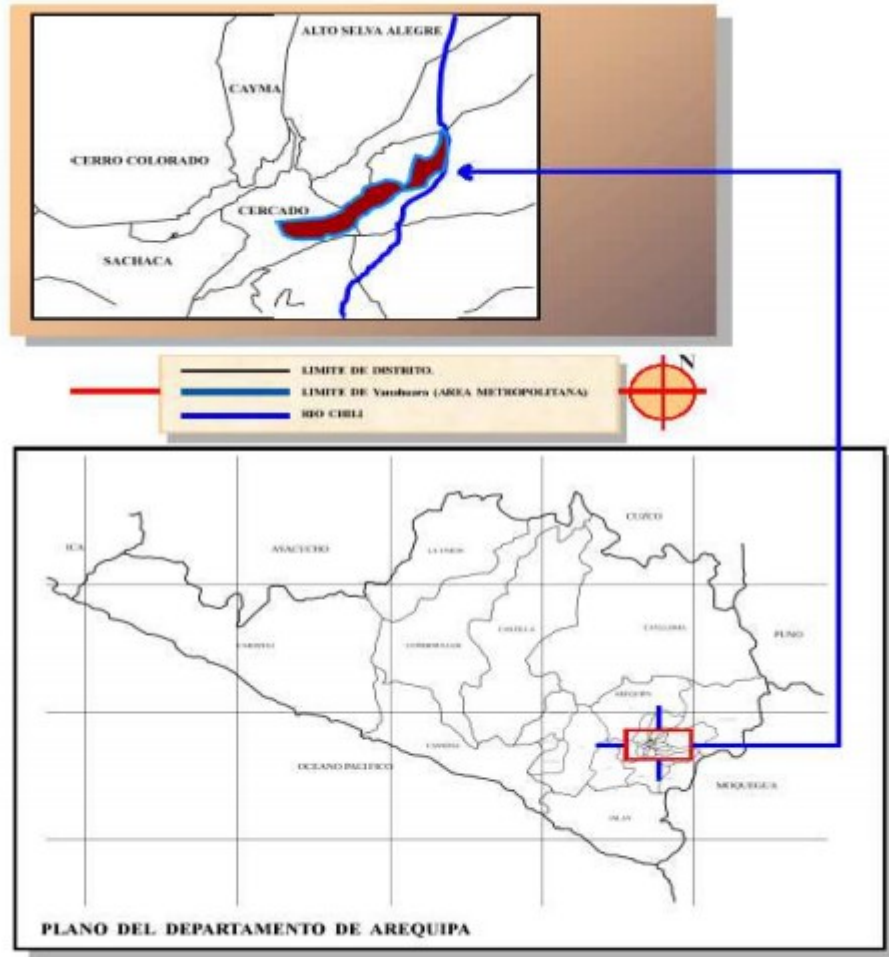 ALTO SELVA ALEGRE
CAYMA
CERRO COLORADO
CERCADO
SACHACA
LIMITE DE DISTRITO.
LIMITE DE Yanahuara (AREA METROPOLITANA)
RIO CHILI
N
CUZCO
ICA
AYACUCHO
LA UNION
CASTILLA
CAYLLOMA
PUNO
CARAVELI
CONDESUYOS
AREQUIPA
CAMANA
OCEANO PACIFICO
MOQUEGUA
ISLAY
PLANO DEL DEPARTAMENTO DE AREQUIPA